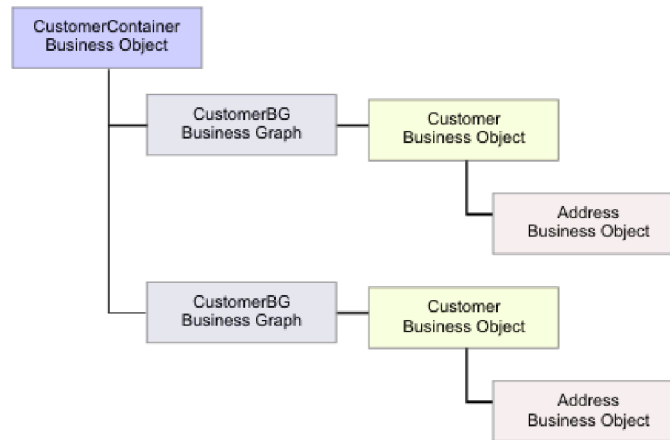 CustomerContainer
Business Object
CustomerBG
Business Graph
Customer
Business Object
Address
Business Object
CustomerBG
Business Graph
Customer
Business Object
Address
Business Object